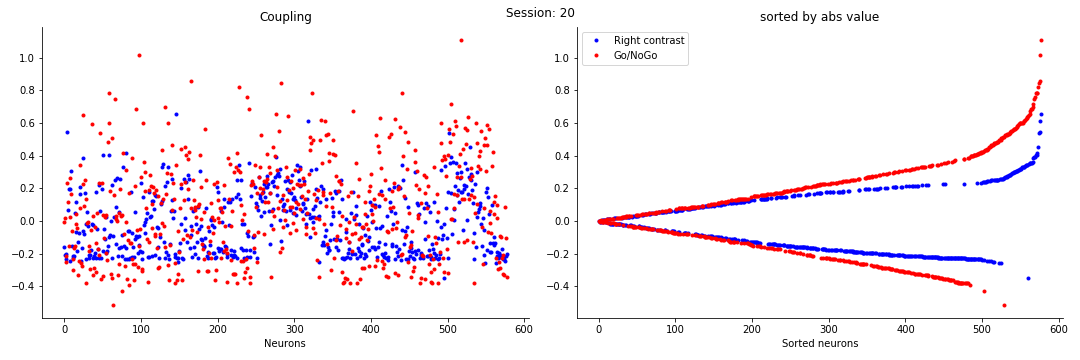 Session: 20
Coupling
1.0
0.8
0.6
0.4
0.2
0.0
−0.2
−0.4
0 100 200 300 400 500 600
Neurons
sorted by abs value
Right contrast
Go/NoGo
1.0
0.8
0.6
0.4
0.2
0.0
−0.2
−0.4
0 100 200 300 400 500 600
Sorted neurons